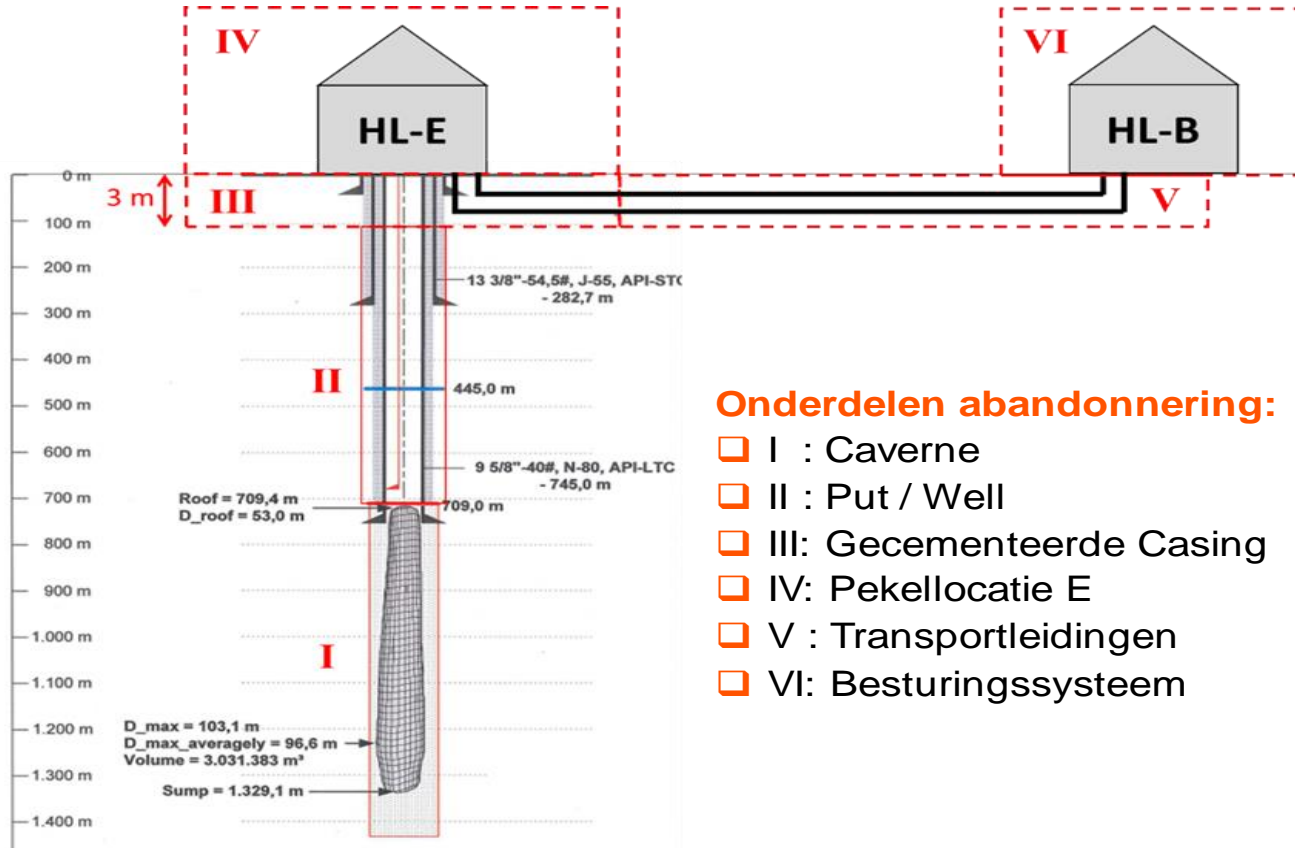 IV
VI
HL-E
HL-B
0 m
3 m
III
V
100 m
200 m
13 3/8"-54,5#, J-55, API-STC
- 282,7 m
300 m
400 m
II
445,0 m
500 m
Onderdelen abandonnering:
I : Caverne
II : Put / Well
III: Gecementeerde Casing
IV: Pekellocatie E
V : Transportleidingen
VI: Besturingssysteem
600 m
9 5/8"-40#, N-80, API-LTC
- 745,0 m
700 m
Roof = 709,4 m
D_roof = 53,0 m
709,0 m
800 m
900 m
1.000 m
I
1.100 m
1.200 m
D_max = 103,1 m
D_max_averagely = 96,6 m
Volume = 3.031.383 m³
1.300 m
Sump = 1.329,1 m
1.400 m